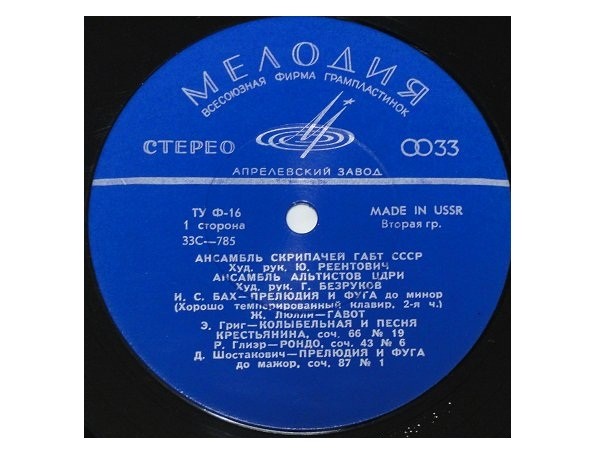 МЕЛОДИЯ
ВСЕСОЮЗНАЯ ФИРМА ГРАМПЛАСТИНОК
СТЕРЕО
33
АПРЕЛЕВСКИЙ ЗАВОД
ТУ Ф-16
MADE IN USSR
1 сторона
Вторая гр.
33С—785
АНСАМБЛЬ СКРИПАЧЕЙ ГАБТ СССР
Худ. рук. Ю. РЕЕНТОВИЧ
АНСАМБЛЬ АЛЬТИСТОВ ЦДРИ
Худ. рук. Г. БЕЗРУКОВ
И. С. БАХ—ПРЕЛЮДИЯ И ФУГА до минор
(Хорошо темперированный клавир, 2-я ч.)
Ж. Люлли—ГАВОТ
Э. Григ—КОЛЫБЕЛЬНАЯ И ПЕСНЯ
КРЕСТЬЯНИНА, соч. 66 № 19
Р. Глиэр—РОНДО, соч. 43 № 6
Д. Шостакович—ПРЕЛЮДИЯ И ФУГА
до мажор, соч. 87 № 1